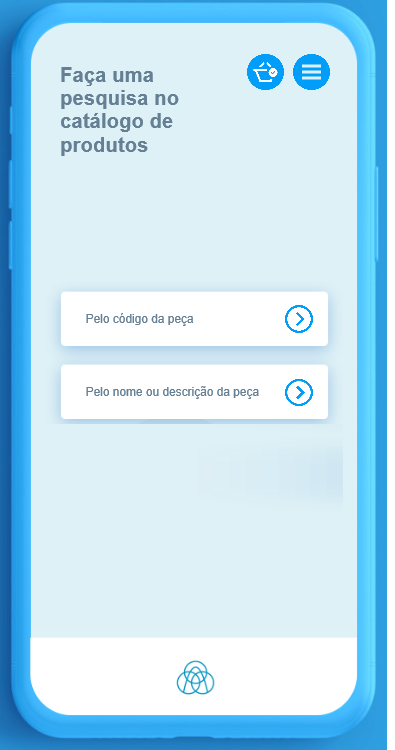 Faça uma
pesquisa no
catálogo de
produtos
Pelo código da peça
Pelo nome ou descrição da peça